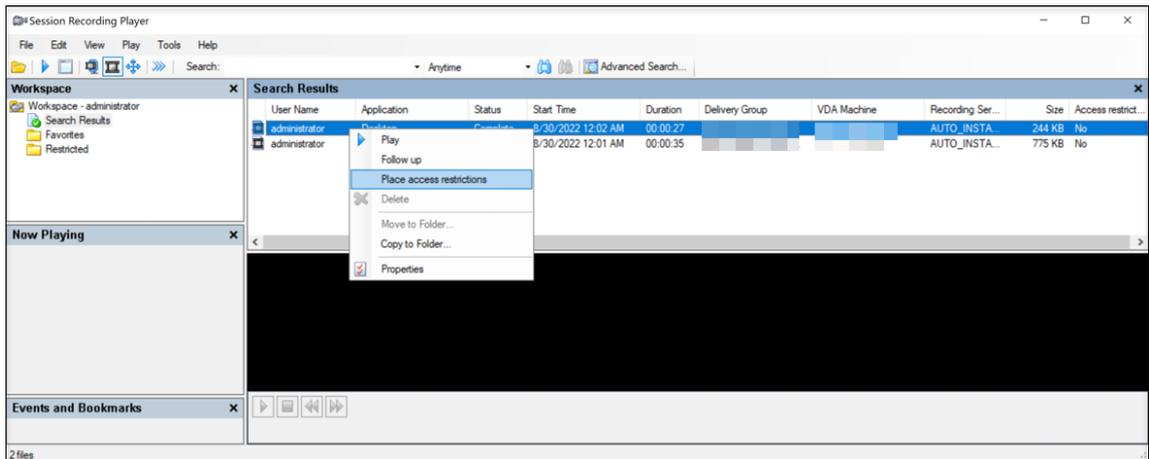 Session Recording Player
File Edit View Play Tools Help
Search: Anytime Advanced Search...
Workspace
Workspace - administrator
Search Results
Favorites
Restricted
Search Results
User Name Application Status Start Time Duration Delivery Group VDA Machine Recording Ser... Size Access restrict...
administrator Desktop Complete 8/30/2022 12:02 AM 00:00:27 AUTO_INSTA... 244 KB No
administrator 8/30/2022 12:01 AM 00:00:35 AUTO_INSTA... 775 KB No
Play
Follow up
Place access restrictions
Delete
Move to Folder...
Copy to Folder...
Properties
Now Playing
Events and Bookmarks
2 files